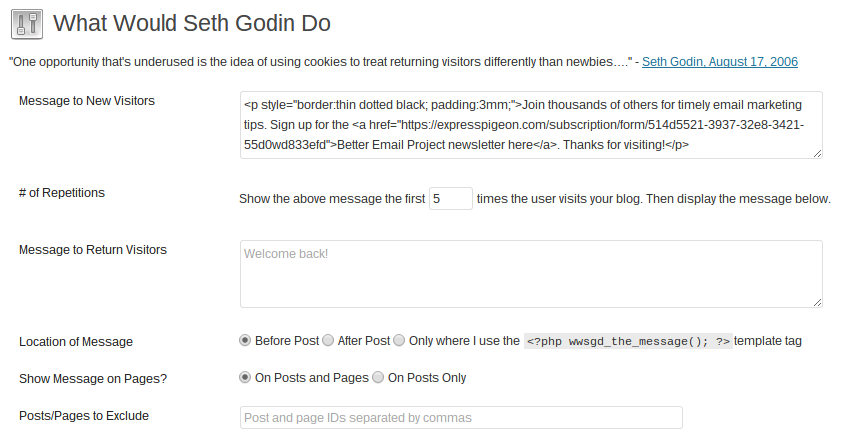 What Would Seth Godin Do
"One opportunity that's underused is the idea of using cookies to treat returning visitors differently than newbies…." - Seth Godin, August 17, 2006
Message to New Visitors
<p style="border:thin dotted black; padding:3mm;">Join thousands of others for timely email marketing
tips. Sign up for the <a href="https://expresspigeon.com/subscription/form/514d5521-3937-32e8-3421-
55d0wd833efd">Better Email Project newsletter here</a>. Thanks for visiting!</p>
# of Repetitions
Show the above message the first 5 times the user visits your blog. Then display the message below.
Message to Return Visitors
Welcome back!
Location of Message
Before Post After Post Only where I use the <?php wwsgd_the_message(); ?> template tag
Show Message on Pages?
On Posts and Pages On Posts Only
Posts/Pages to Exclude
Post and page IDs separated by commas